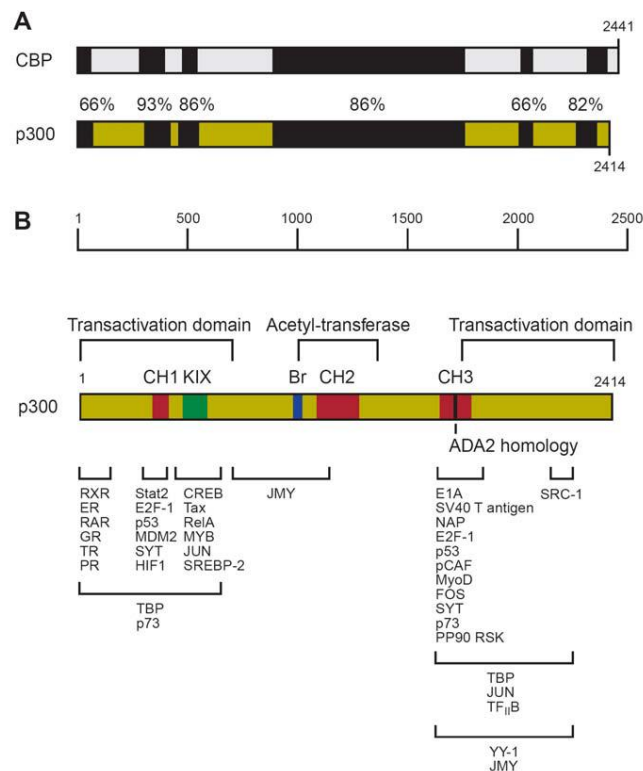 A
2441
CBP
66% 93% 86% 86% 66% 82%
p300
2414
B
1 500 1000 1500 2000 2500
Transactivation domain Acetyl-transferase Transactivation domain
CH1 KIX Br CH2 CH3
1 2414
p300
ADA2 homology
RXR Stat2 CREB JMY E1A SRC-1
ER E2F-1 Tax SV40 T antigen
RAR p53 RelA NAP
GR MDM2 MYB E2F-1
TR SYT JUN p53
PR HIF1 SREBP-2 pCAF
MyoD
FOS
TBP SYT
p73 p73
PP90 RSK
TBP
JUN
TFIIB
YY-1
JMY